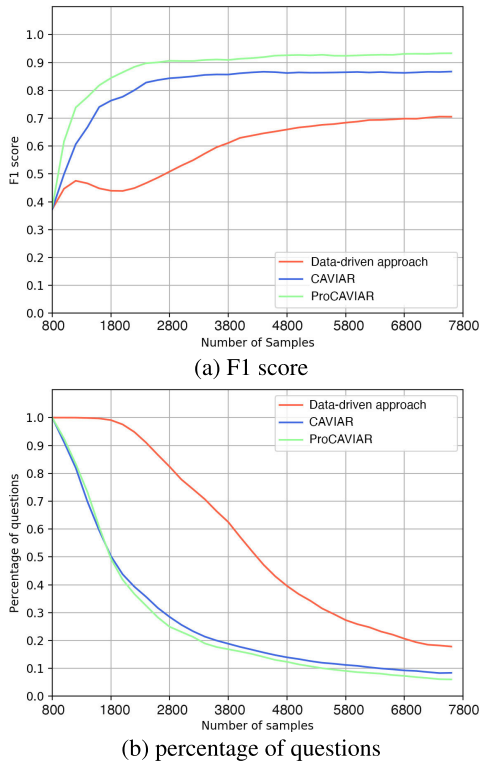 1.0
0.9
0.8
0.7
0.6
0.5
0.4
0.3
0.2
0.1
0.0
F1 score
Data-driven approach
CAVIAR
ProCAVIAR
800 1800 2800 3800 4800 5800 6800 7800
Number of Samples
(a) F1 score
Data-driven approach
CAVIAR
ProCAVIAR
1.0
0.9
0.8
0.7
0.6
0.5
0.4
0.3
0.2
0.1
0.0
Percentage of questions
800 1800 2800 3800 4800 5800 6800 7800
Number of samples
(b) percentage of questions